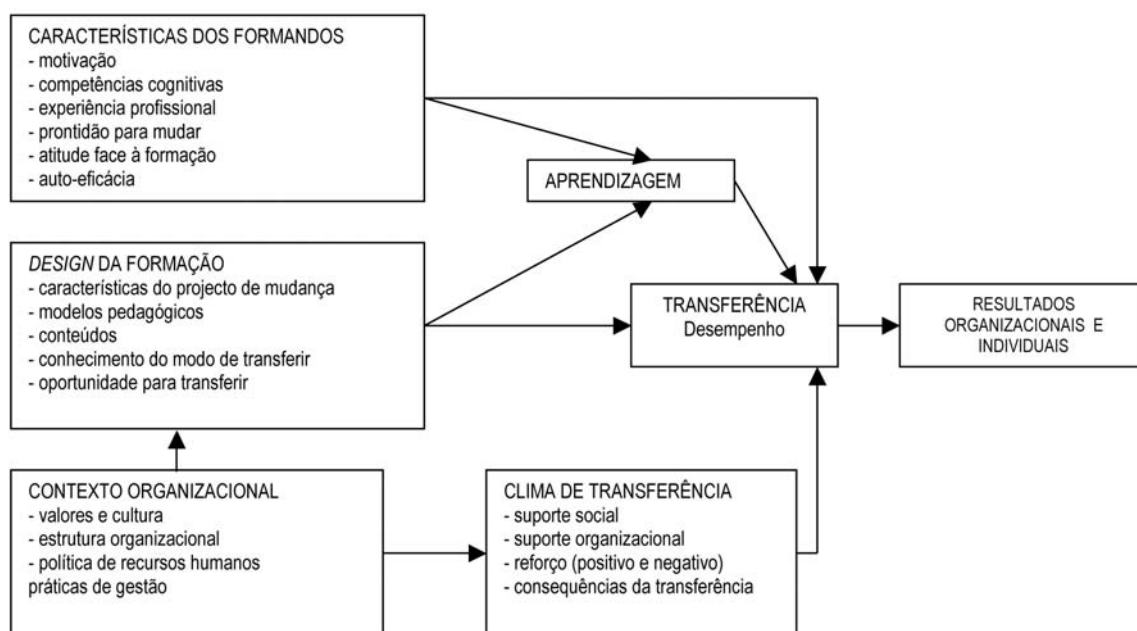 CARACTERÍSTICAS DOS FORMANDOS
- motivação
- competências cognitivas
- experiência profissional
- prontidão para mudar
- atitude face à formação
- auto-eficácia
APRENDIZAGEM
DESIGN DA FORMAÇÃO
- características do projecto de mudança
- modelos pedagógicos
- conteúdos
- conhecimento do modo de transferir
- oportunidade para transferir
TRANSFERÊNCIA
Desempenho
RESULTADOS
ORGANIZACIONAIS E
INDIVIDUAIS
CONTEXTO ORGANIZACIONAL
- valores e cultura
- estrutura organizacional
- política de recursos humanos
práticas de gestão
CLIMA DE TRANSFERÊNCIA
- suporte social
- suporte organizacional
- reforço (positivo e negativo)
- consequências da transferência